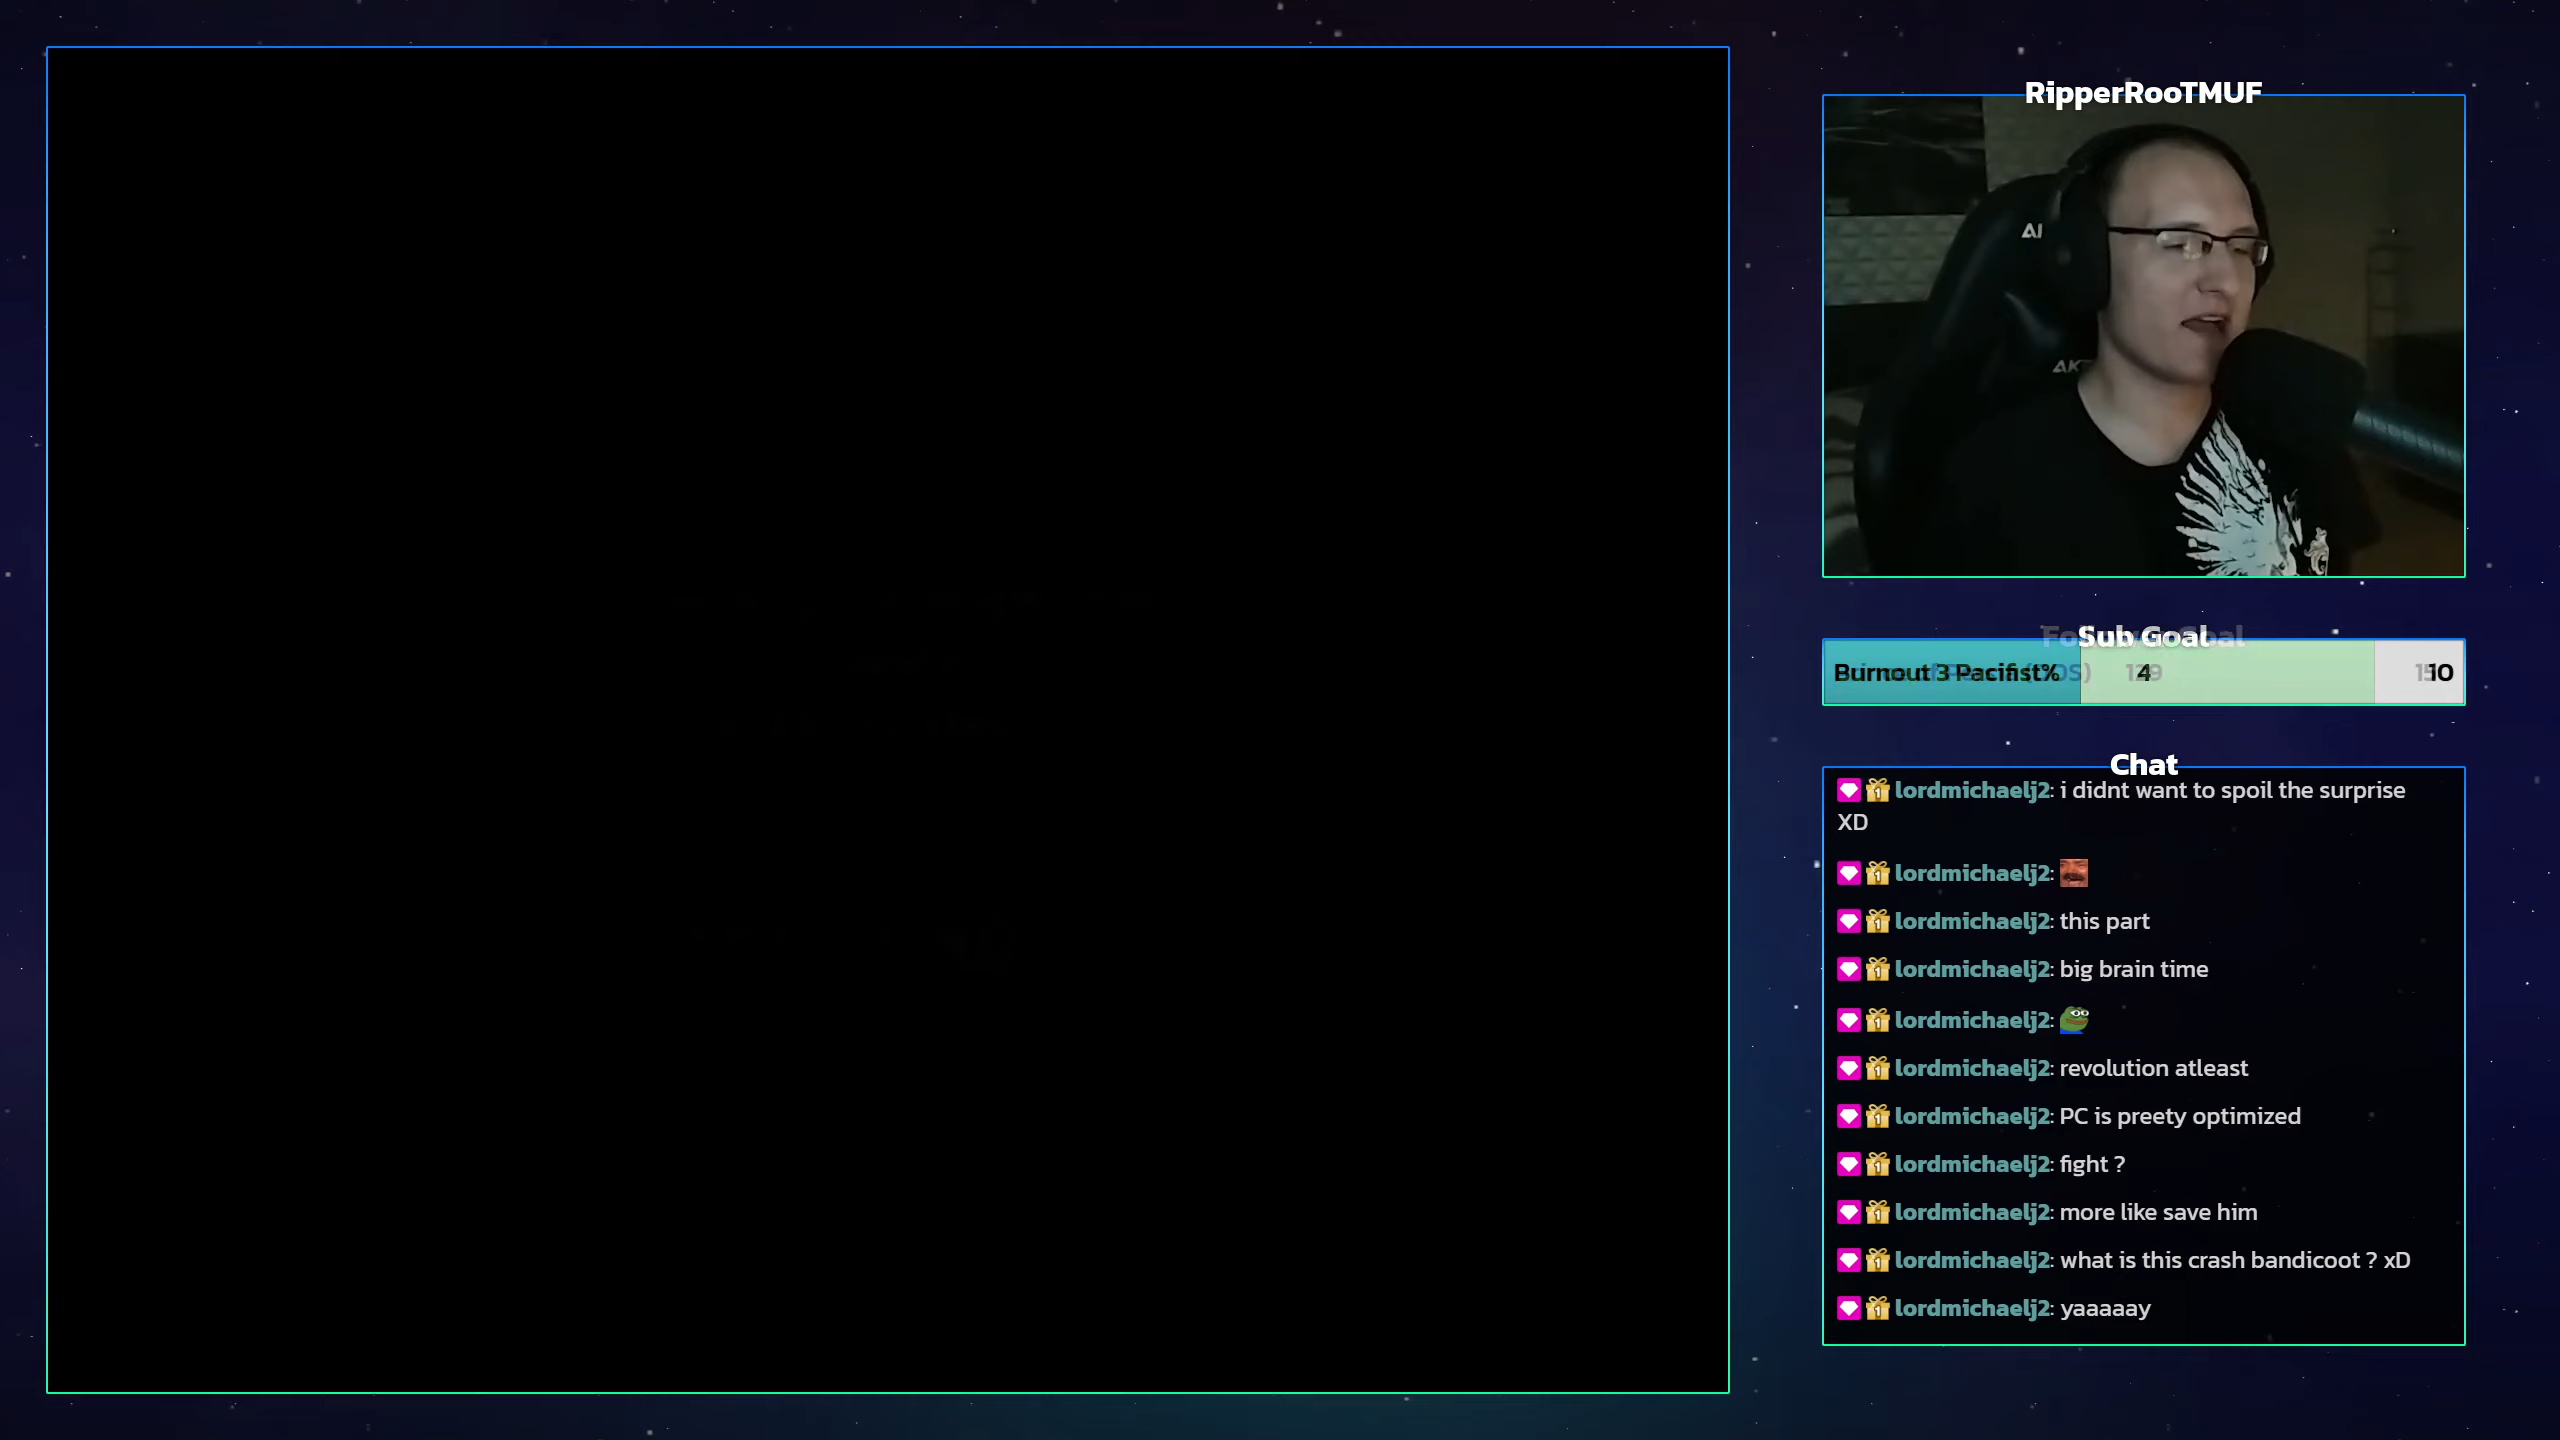 RipperRooTMUF
AK
Sub Goal
Burnout 3 Pacifist% 4 10
Chat
lordmichaelj2: i didnt want to spoil the surprise
XD
lordmichaelj2:
lordmichaelj2: this part
lordmichaelj2: big brain time
lordmichaelj2:
lordmichaelj2: revolution atleast
lordmichaelj2: PC is preety optimized
lordmichaelj2: fight ?
lordmichaelj2: more like save him
lordmichaelj2: what is this crash bandicoot ? xD
lordmichaelj2: yaaaaay